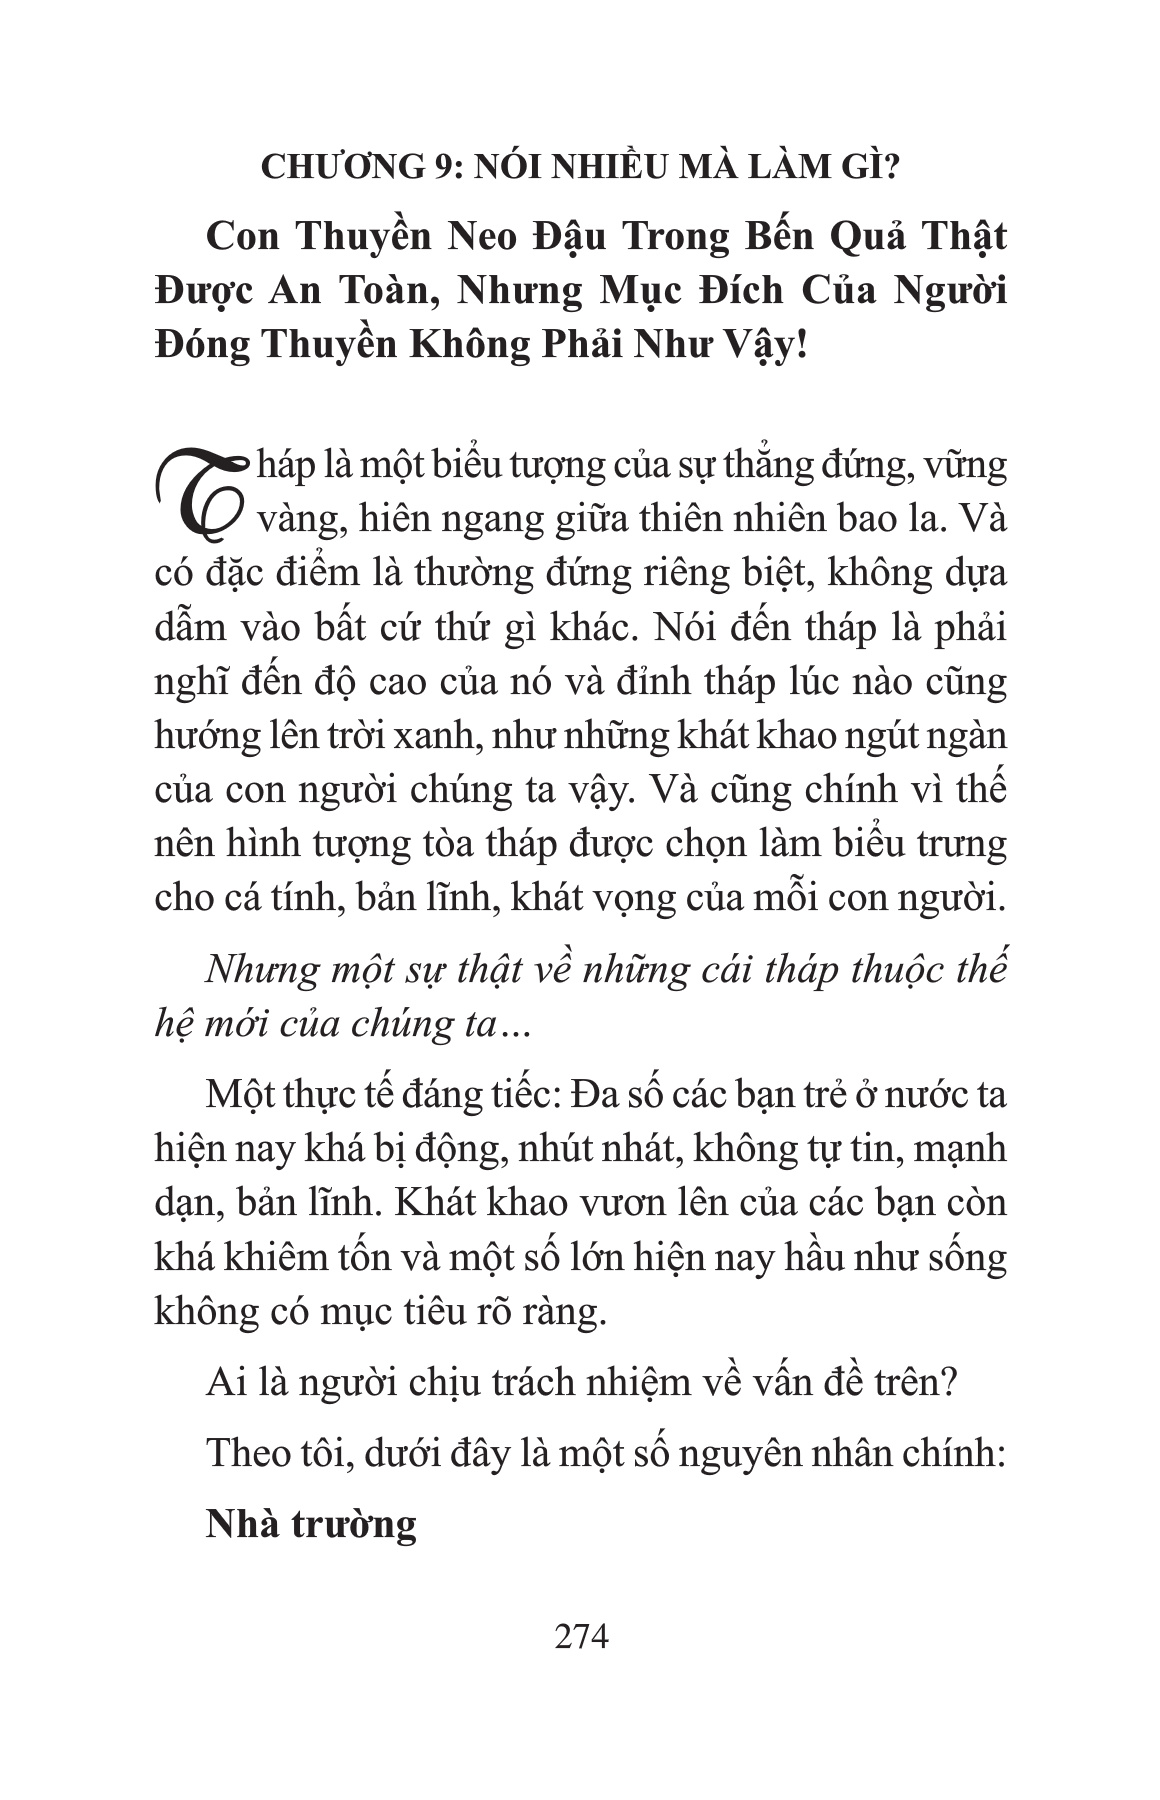 CHƯƠNG 9: NÓI NHIỀU MÀ LÀM GÌ?
Con Thuyền Neo Đậu Trong Bến Quả Thật
Được An Toàn, Nhưng Mục Đích Của Người
Đóng Thuyền Không Phải Như Vậy!
Tháp là một biểu tượng của sự thẳng đứng, vững
vàng, hiên ngang giữa thiên nhiên bao la. Và
có đặc điểm là thường đứng riêng biệt, không dựa
dẫm vào bất cứ thứ gì khác. Nói đến tháp là phải
nghĩ đến độ cao của nó và đỉnh tháp lúc nào cũng
hướng lên trời xanh, như những khát khao ngút ngàn
của con người chúng ta vậy. Và cũng chính vì thế
nên hình tượng tòa tháp được chọn làm biểu trưng
cho cá tính, bản lĩnh, khát vọng của mỗi con người.
Nhưng một sự thật về những cái tháp thuộc thế
hệ mới của chúng ta...
Một thực tế đáng tiếc: Đa số các bạn trẻ ở nước ta
hiện nay khá bị động, nhút nhát, không tự tin, mạnh
dạn, bản lĩnh. Khát khao vươn lên của các bạn còn
khá khiêm tốn và một số lớn hiện nay hầu như sống
không có mục tiêu rõ ràng.
Ai là người chịu trách nhiệm về vấn đề trên?
Theo tôi, dưới đây là một số nguyên nhân chính:
Nhà trường
274